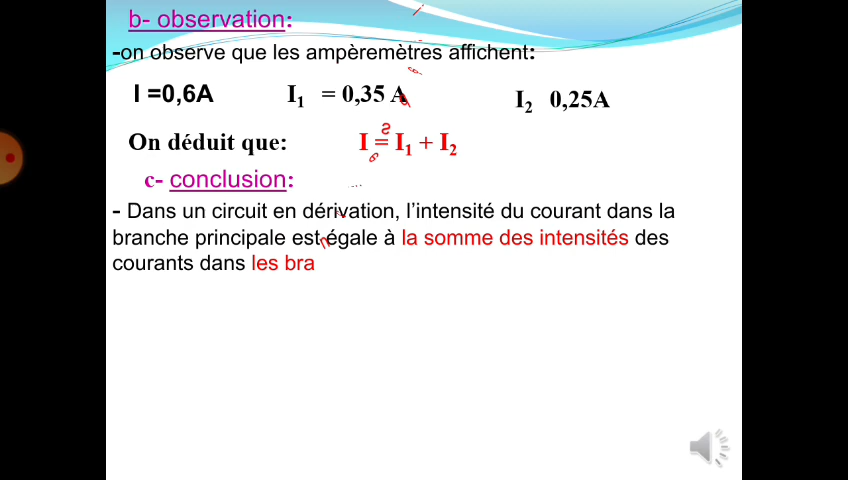 b- observation:
-on observe que les ampèremètres affichent:
I =0,6A I₁ = 0,35 A I₂ 0,25A
On déduit que: I = I₁ + I₂
c- conclusion:
- Dans un circuit en dérivation, l'intensité du courant dans la
branche principale est égale à la somme des intensités des
courants dans les bra